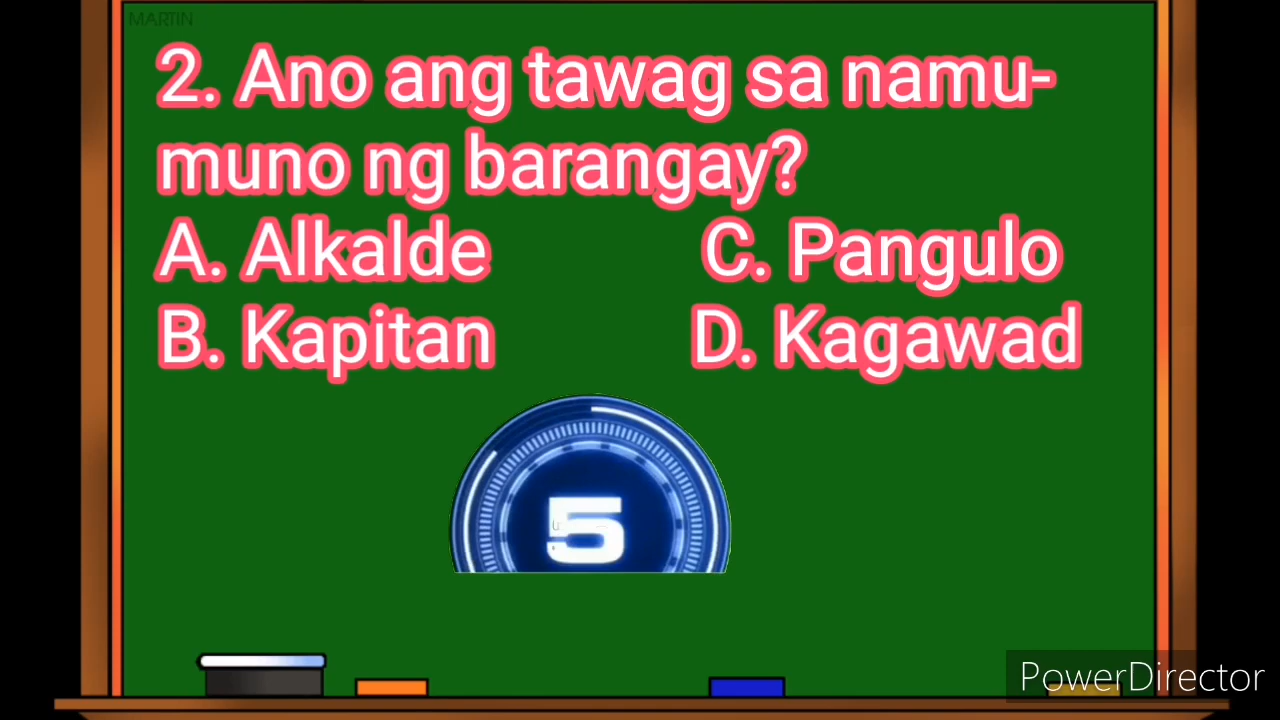 MARTIN
2. Ano ang tawag sa namu-
muno ng barangay?
A. Alkalde C. Pangulo
B. Kapitan D. Kagawad
5
PowerDirector